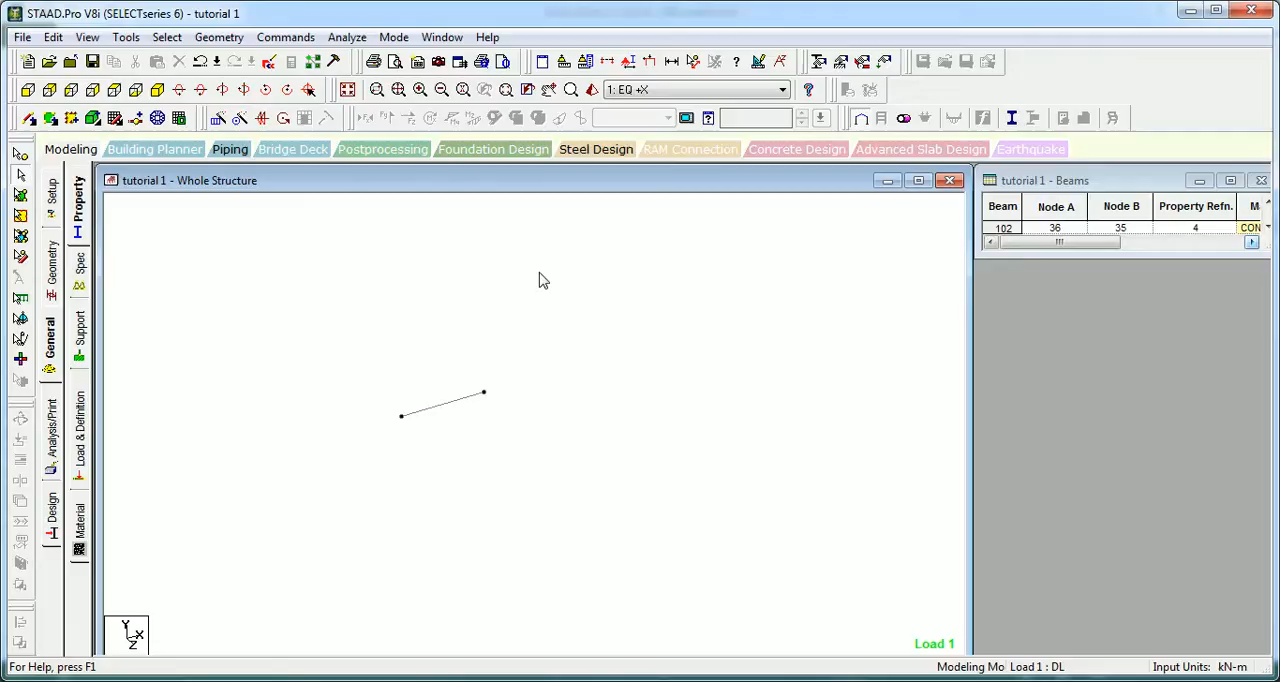 STAAD.Pro V8i (SELECTseries 6) - tutorial 1
File Edit View Tools Select Geometry Commands Analyze Mode Window Help
1: EQ +X
Modeling Building Planner Piping Bridge Deck Postprocessing Foundation Design Steel Design RAM Connection Concrete Design Advanced Slab Design Earthquake
Setup
Geometry
General
Analysis/Print
Design
Property
Spec
Support
Load & Definition
Material
tutorial 1 - Whole Structure
Load 1
tutorial 1 - Beams
Beam Node A Node B Property Refn. M
102 36 35 4 CON
Y
X
Z
For Help, press F1
Modeling Mo Load 1 : DL Input Units: kN-m